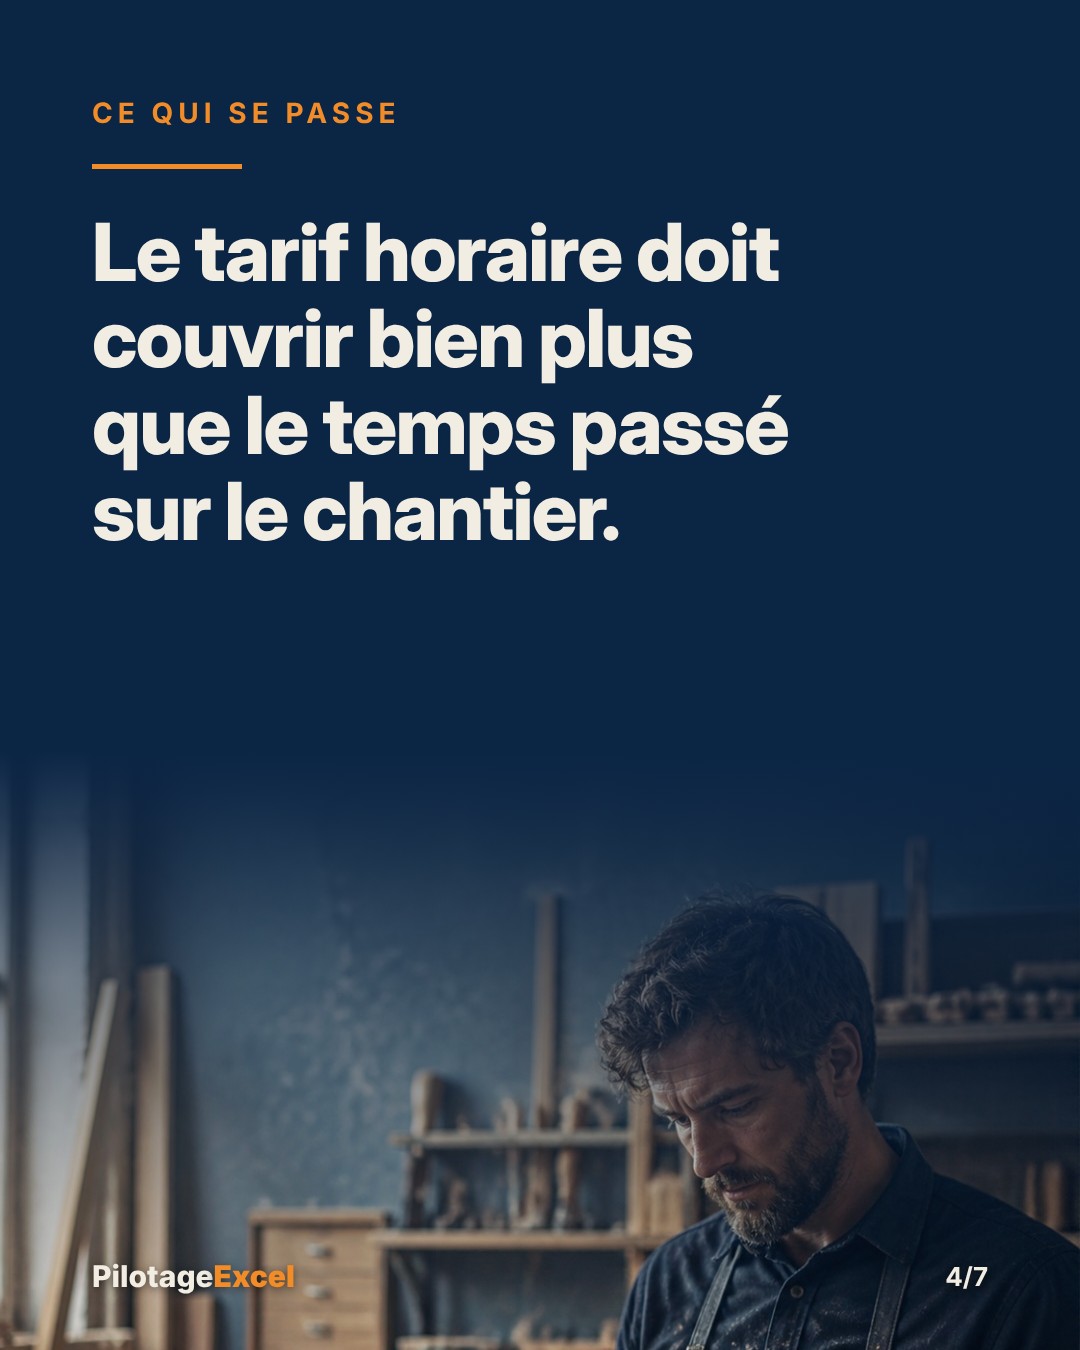 CE QUI SE PASSE
Le tarif horaire doit
couvrir bien plus
que le temps passé
sur le chantier.
PilotageExcel
4/7